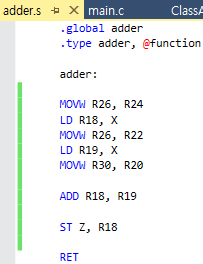 adder.s main.c ClassA
.global adder
.type adder, @function
adder:
MOVW R26, R24
LD R18, X
MOVW R26, R22
LD R19, X
MOVW R30, R20
ADD R18, R19
ST Z, R18
RET